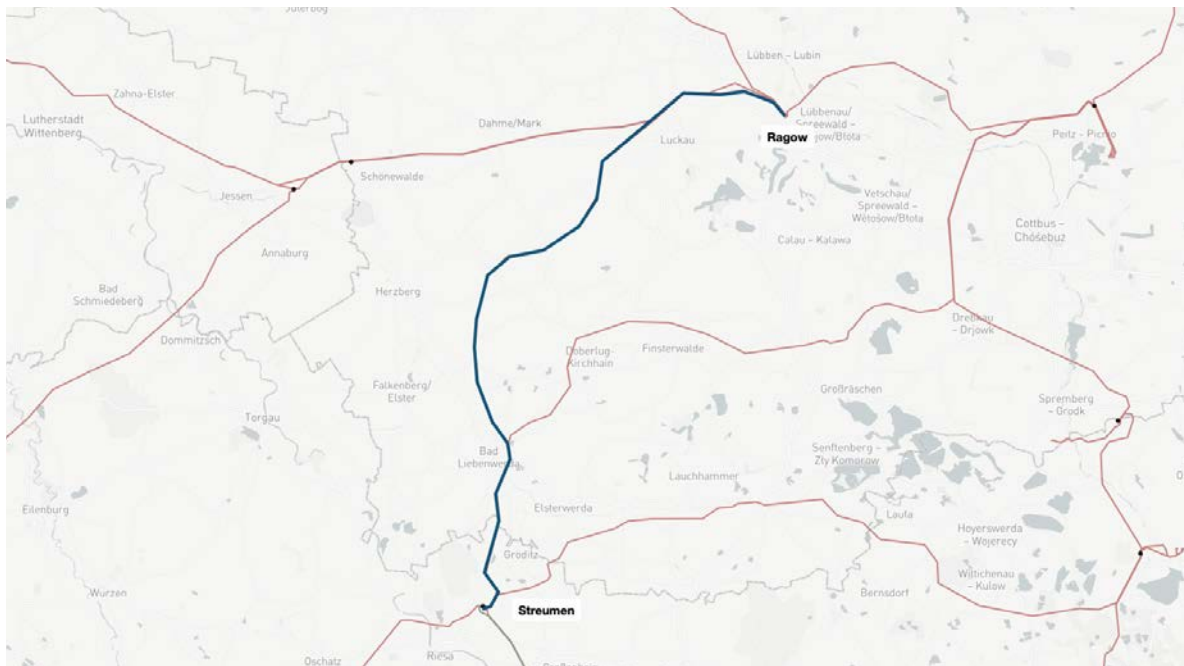 Jüterbog
Lübben – Lubin
Zahna-Elster
Lutherstadt
Wittenberg
Dahme/Mark
Lübbenau/
Spreewald –
Ragow
Luckau
Peitz – Picnjo
Schönewalde
Jessen
Vetschau/
Spreewald –
Wětošow/Błota
Cottbus –
Chóśebuz
Annaburg
Calau – Kalawa
Bad
Schmiedeberg
Herzberg
Dommitzsch
Drebkau
– Drjowk
Doberlug-
Kirchhain
Finsterwalde
Falkenberg/
Elster
Großräschen
Torgau
Spremberg
– Grodk
Bad
Liebenwerda
Senftenberg –
Zły Komorow
Lauchhammer
Eilenburg
Elsterwerda
Lauta
Hoyerswerda
– Wojerecy
Gröditz
Wittichenau
– Kulow
Wurzen
Bernsdorf
Streumen
Riesa
Oschatz